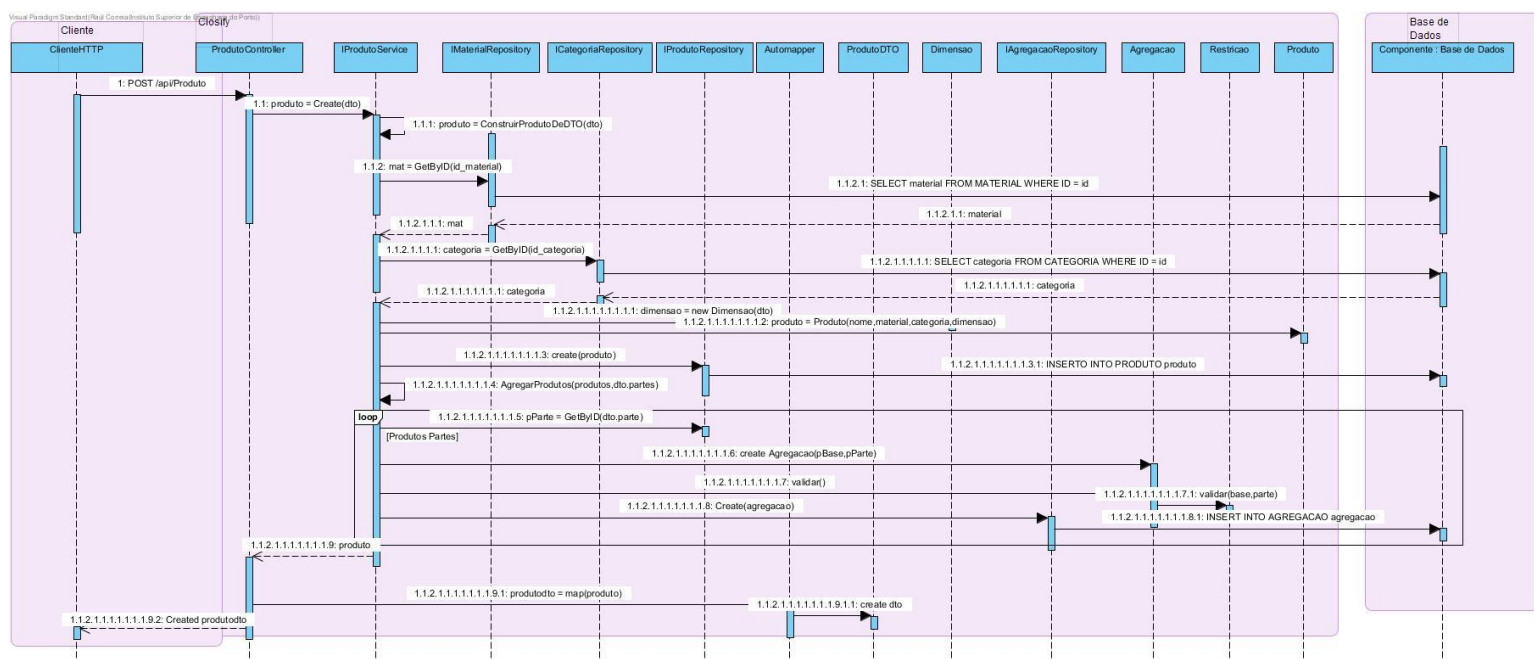 Visual Paradigm Standard(Raúl Correia(Instituto Superior de Engenharia do Porto))
Cliente
Closify
Base de
Dados
ClienteHTTP
ProdutoController
IProdutoService
IMaterialRepository
ICategoriaRepository
IProdutoRepository
Automapper
ProdutoDTO
Dimensao
IAgregacaoRepository
Agregacao
Restricao
Produto
Componente : Base de Dados
1: POST /api/Produto
1.1: produto = Create(dto)
1.1.1: produto = ConstruirProdutoDeDTO(dto)
1.1.2: mat = GetByID(id_material)
1.1.2.1: SELECT material FROM MATERIAL WHERE ID = id
1.1.2.1.1: material
1.1.2.1.1.1: mat
1.1.2.1.1.1.1: categoria = GetByID(id_categoria)
1.1.2.1.1.1.1.1: SELECT categoria FROM CATEGORIA WHERE ID = id
1.1.2.1.1.1.1.1.1: categoria
1.1.2.1.1.1.1.1.1.1: categoria
1.1.2.1.1.1.1.1.1.1.1: dimensao = new Dimensao(dto)
1.1.2.1.1.1.1.1.1.1.2: produto = Produto(nome,material,categoria,dimensao)
1.1.2.1.1.1.1.1.1.1.3: create(produto)
1.1.2.1.1.1.1.1.1.1.3.1: INSERTO INTO PRODUTO produto
1.1.2.1.1.1.1.1.1.1.4: AgregarProdutos(produtos,dto.partes)
loop
1.1.2.1.1.1.1.1.1.1.5: pParte = GetByID(dto.parte)
[Produtos Partes]
1.1.2.1.1.1.1.1.1.1.6: create Agregacao(pBase,pParte)
1.1.2.1.1.1.1.1.1.1.7: validar()
1.1.2.1.1.1.1.1.1.1.7.1: validar(base,parte)
1.1.2.1.1.1.1.1.1.1.8: Create(agregacao)
1.1.2.1.1.1.1.1.1.1.8.1: INSERT INTO AGREGACAO agregacao
1.1.2.1.1.1.1.1.1.1.9: produto
1.1.2.1.1.1.1.1.1.1.9.1: produtodto = map(produto)
1.1.2.1.1.1.1.1.1.1.9.1.1: create dto
1.1.2.1.1.1.1.1.1.1.9.2: Created produtodto